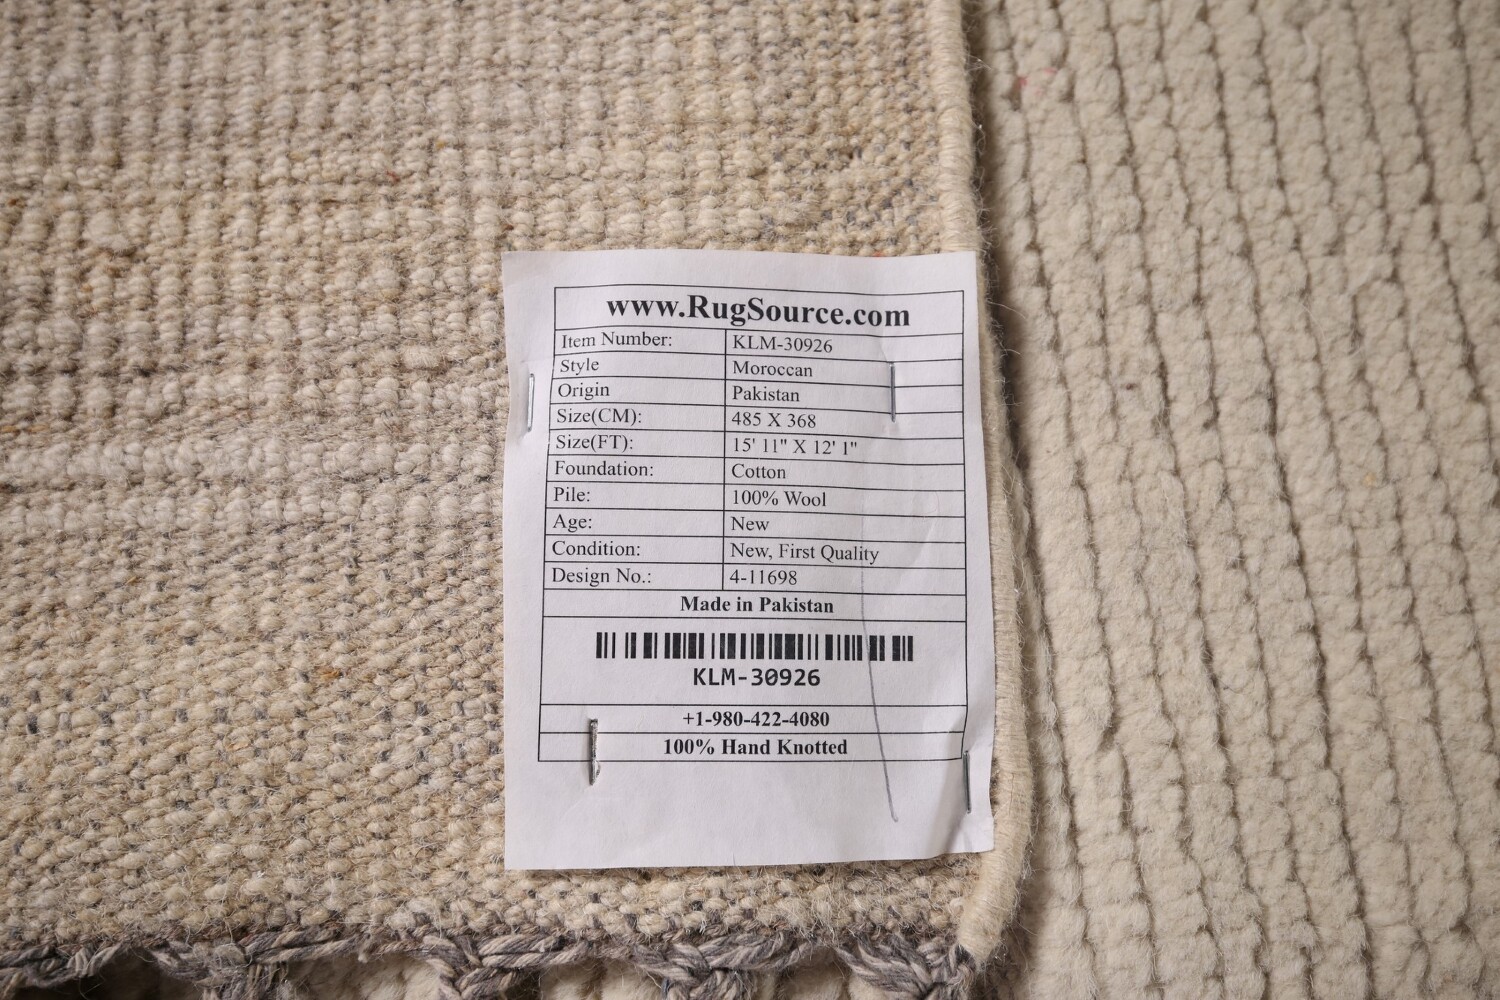 www.RugSource.com
Item Number: KLM-30926
Style Moroccan
Origin Pakistan
Size(CM): 485 X 368
Size(FT): 15' 11" X 12' 1"
Foundation: Cotton
Pile: 100% Wool
Age: New
Condition: New, First Quality
Design No.: 4-11698
Made in Pakistan
KLM-30926
+1-980-422-4080
100% Hand Knotted